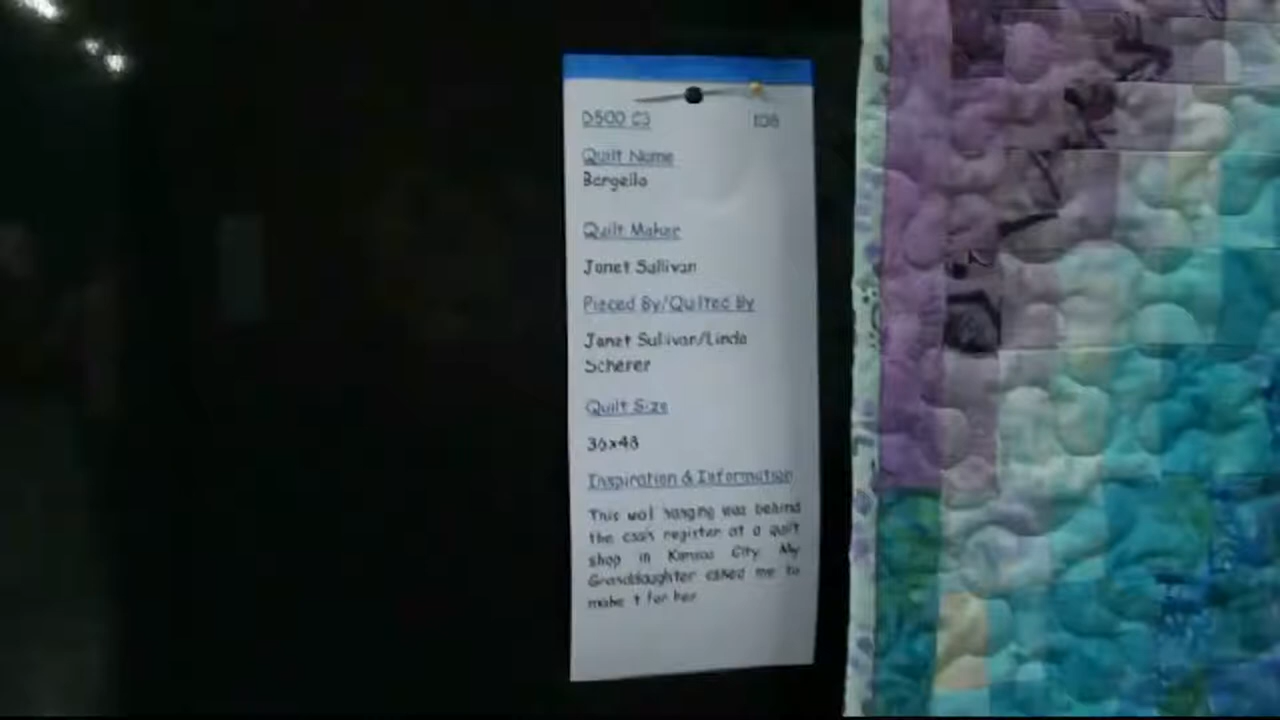 D500 C3 108
Quilt Name
Bargello
Quilt Maker
Janet Sullivan
Pieced By/Quilted By
Janet Sullivan/Linda
Scherer
Quilt Size
36x48
Inspiration & Information
This wall hanging was behind
the cash register at a quilt
shop in Kansas City. My
Granddaughter asked me to
make it for her